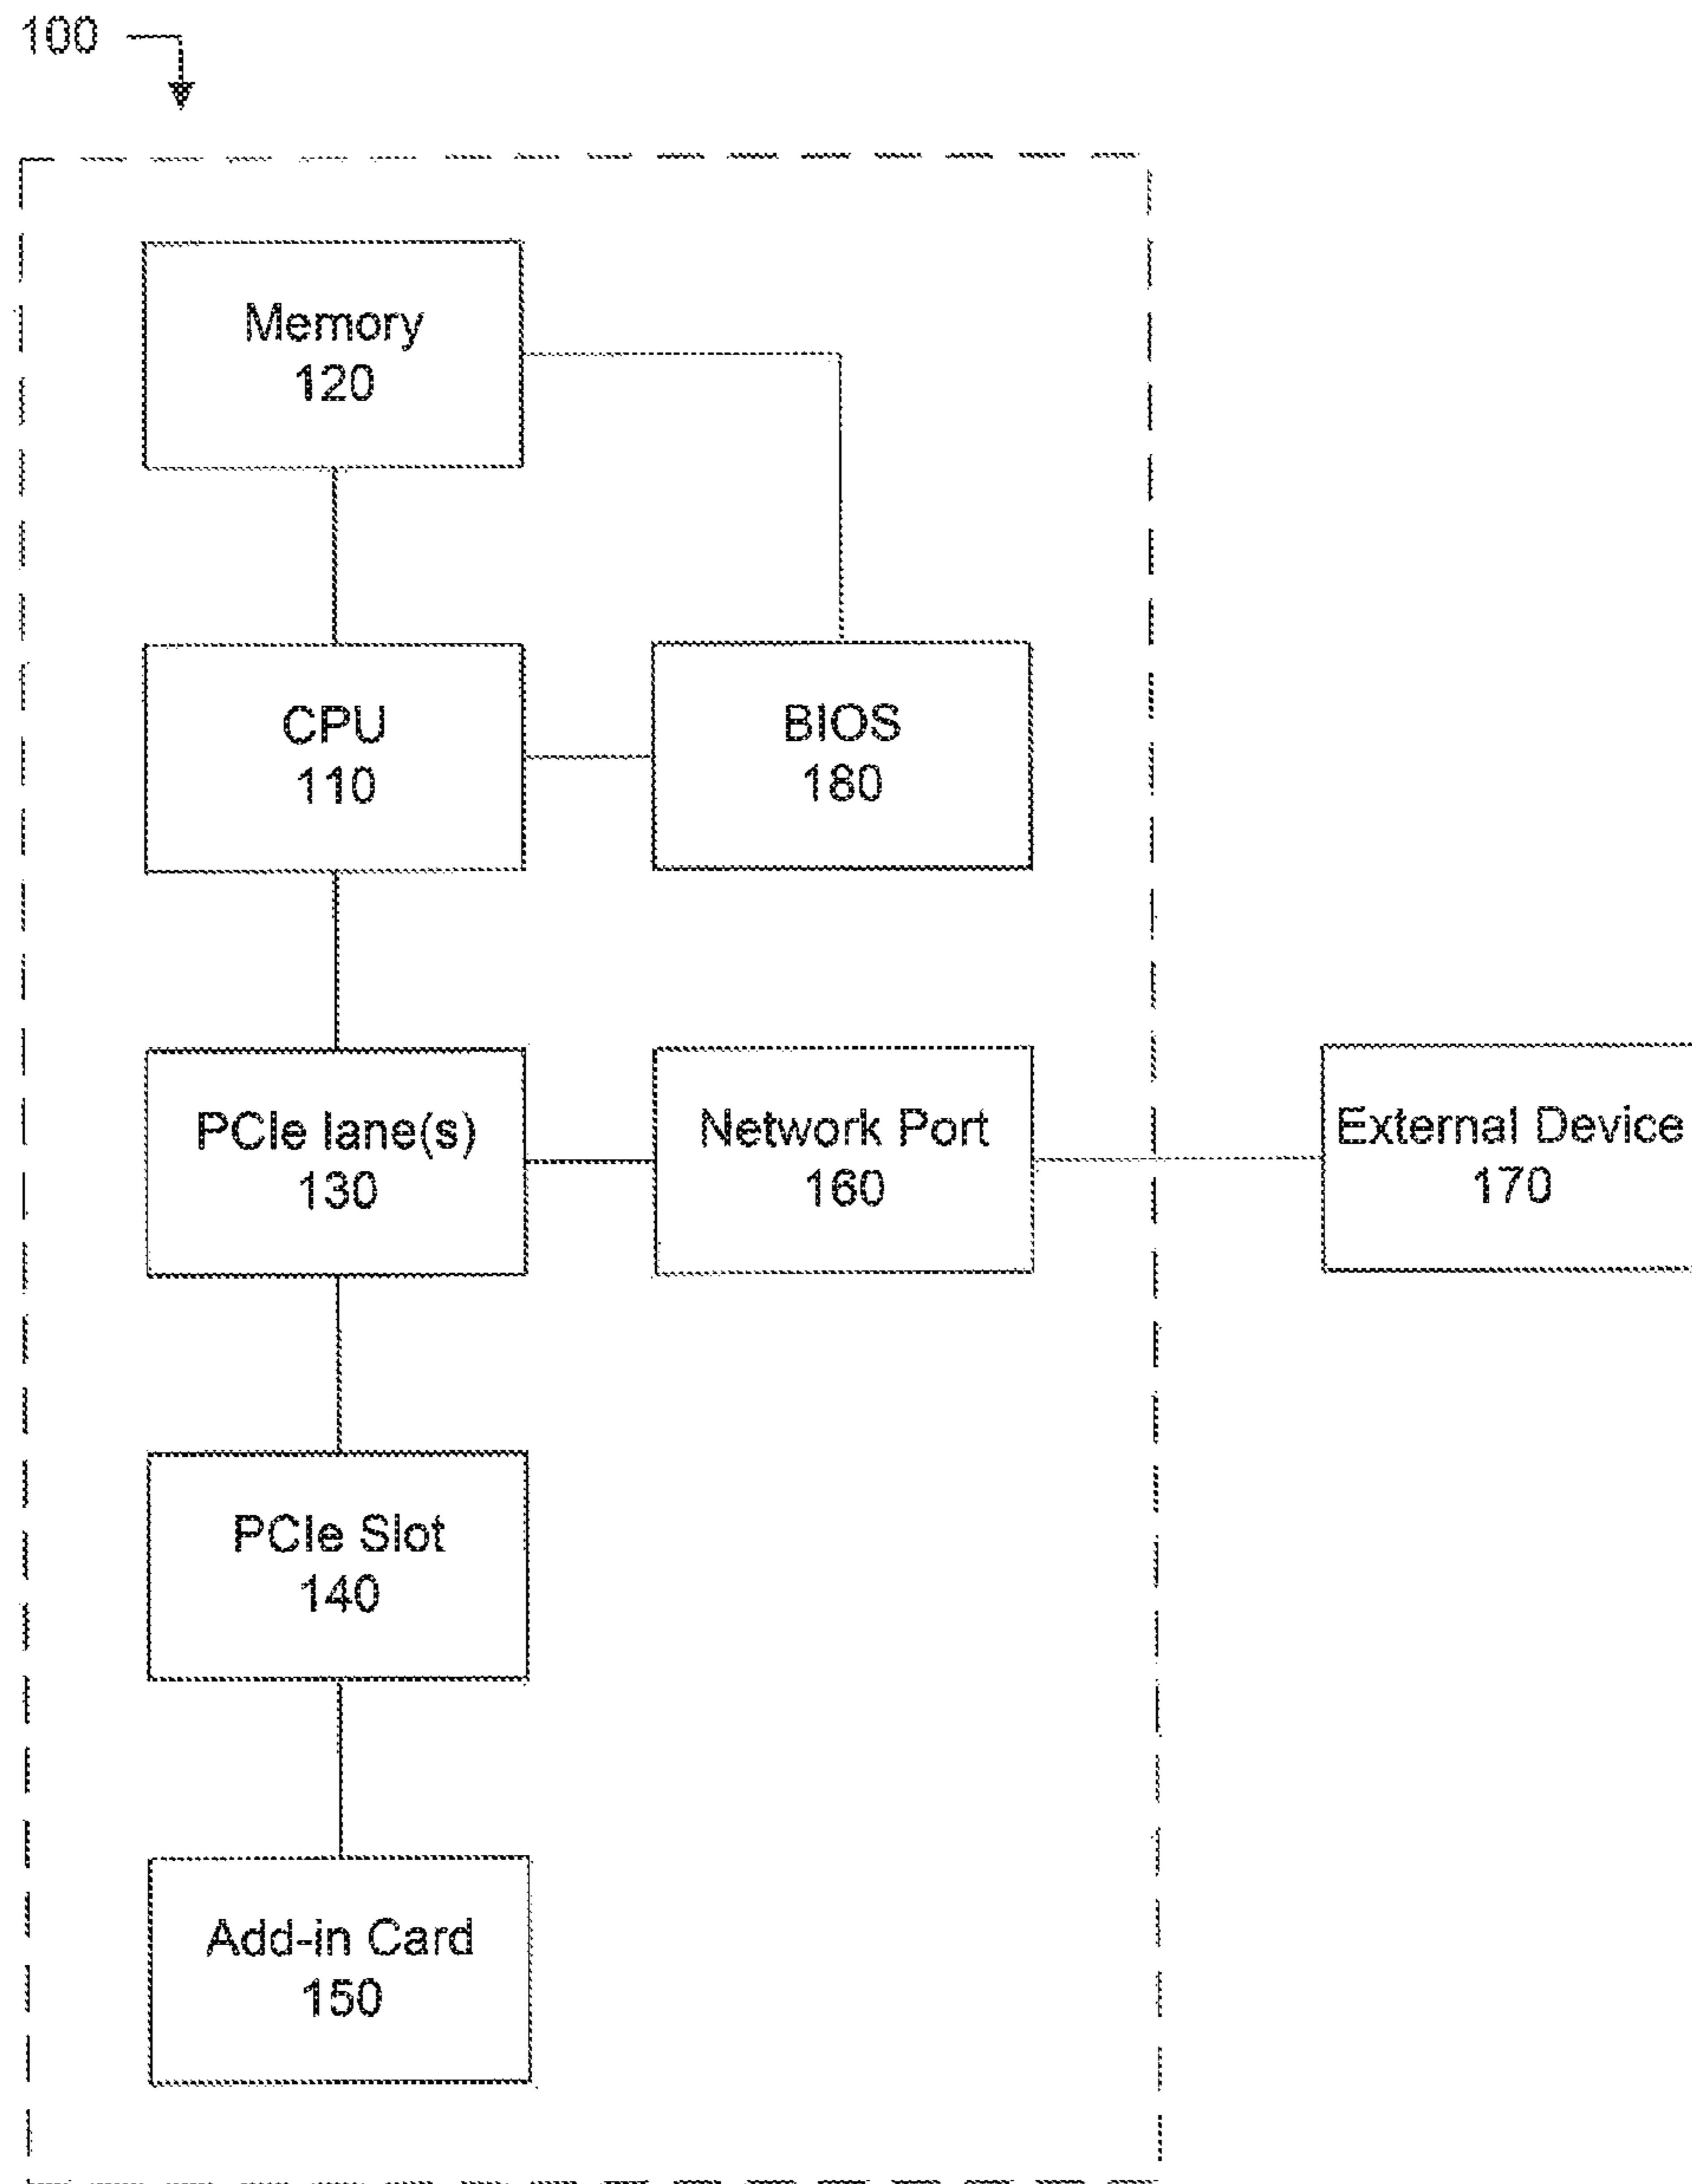 100
Memory
120
CPU
110
BIOS
180
PCIe lane(s)
130
Network Port
160
External Device
170
PCIe Slot
140
Add-in Card
150